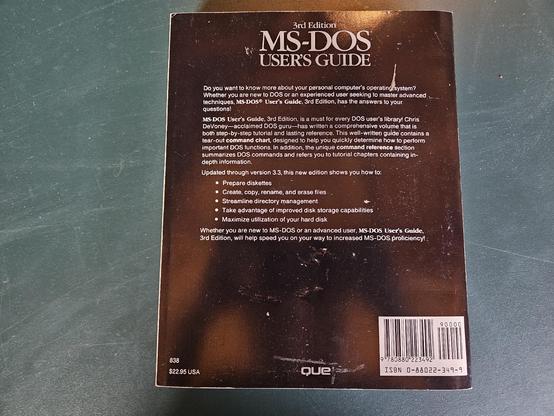 3rd Edition
MS-DOS
USER'S GUIDE
Do you want to know more about your personal computer's operating system?
Whether you are new to DOS or an experienced user seeking to master advanced
techniques, MS-DOS® User's Guide, 3rd Edition, has the answers to your
questions!
MS-DOS User's Guide, 3rd Edition, is a must for every DOS user's library! Chris
DeVoney—acclaimed DOS guru—has written a comprehensive volume that is
both step-by-step tutorial and lasting reference. This well-written guide contains a
tear-out command chart, designed to help you quickly determine how to perform
important DOS functions. In addition, the unique command reference section
summarizes DOS commands and refers you to tutorial chapters containing in-
depth information.
Updated through version 3.3, this new edition shows you how to:
• Prepare diskettes
• Create, copy, rename, and erase files
• Streamline directory management
• Take advantage of improved disk storage capabilities
• Maximize utilization of your hard disk
Whether you are new to MS-DOS or an advanced user, MS-DOS User's Guide,
3rd Edition, will help speed you on your way to increased MS-DOS proficiency!
90000
9 780880 223492
ISBN 0-88022-349-9
838
$22.95 USA
QUE